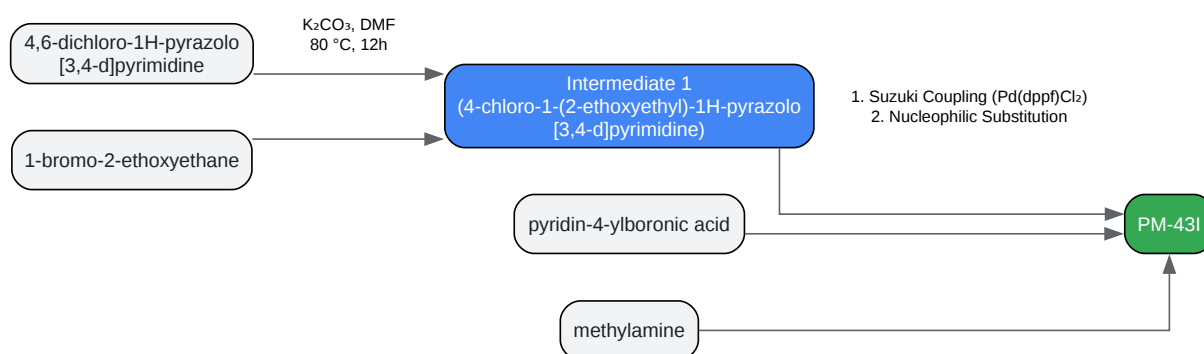 4,6-dichloro-1H-pyrazolo
[3,4-d]pyrimidine
K₂CO₃, DMF
80 °C, 12h
1-bromo-2-ethoxyethane
Intermediate 1
(4-chloro-1-(2-ethoxyethyl)-1H-pyrazolo
[3,4-d]pyrimidine)
1. Suzuki Coupling (Pd(dppf)Cl₂)
2. Nucleophilic Substitution
pyridin-4-ylboronic acid
PM-43I
methylamine